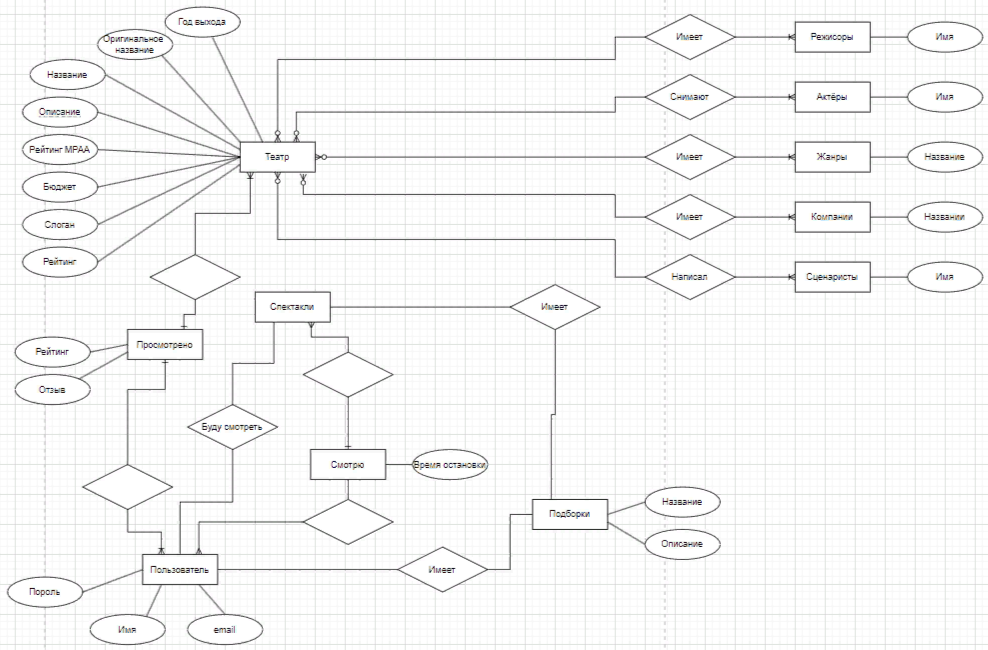 Год выхода
Оригинальное
название
Имеет
Режисоры
Имя
Название
Снимают
Актёры
Имя
Описание
Рейтинг МРАА
Театр
Имеет
Жанры
Название
Бюджет
Слоган
Имеет
Компании
Названии
Рейтинг
Написал
Сценаристы
Имя
Спектакли
Имеет
Просмотрено
Рейтинг
Отзыв
Буду смотреть
Смотрю
Время остановки
Название
Подборки
Описание
Пользователь
Имеет
Пороль
Имя
email